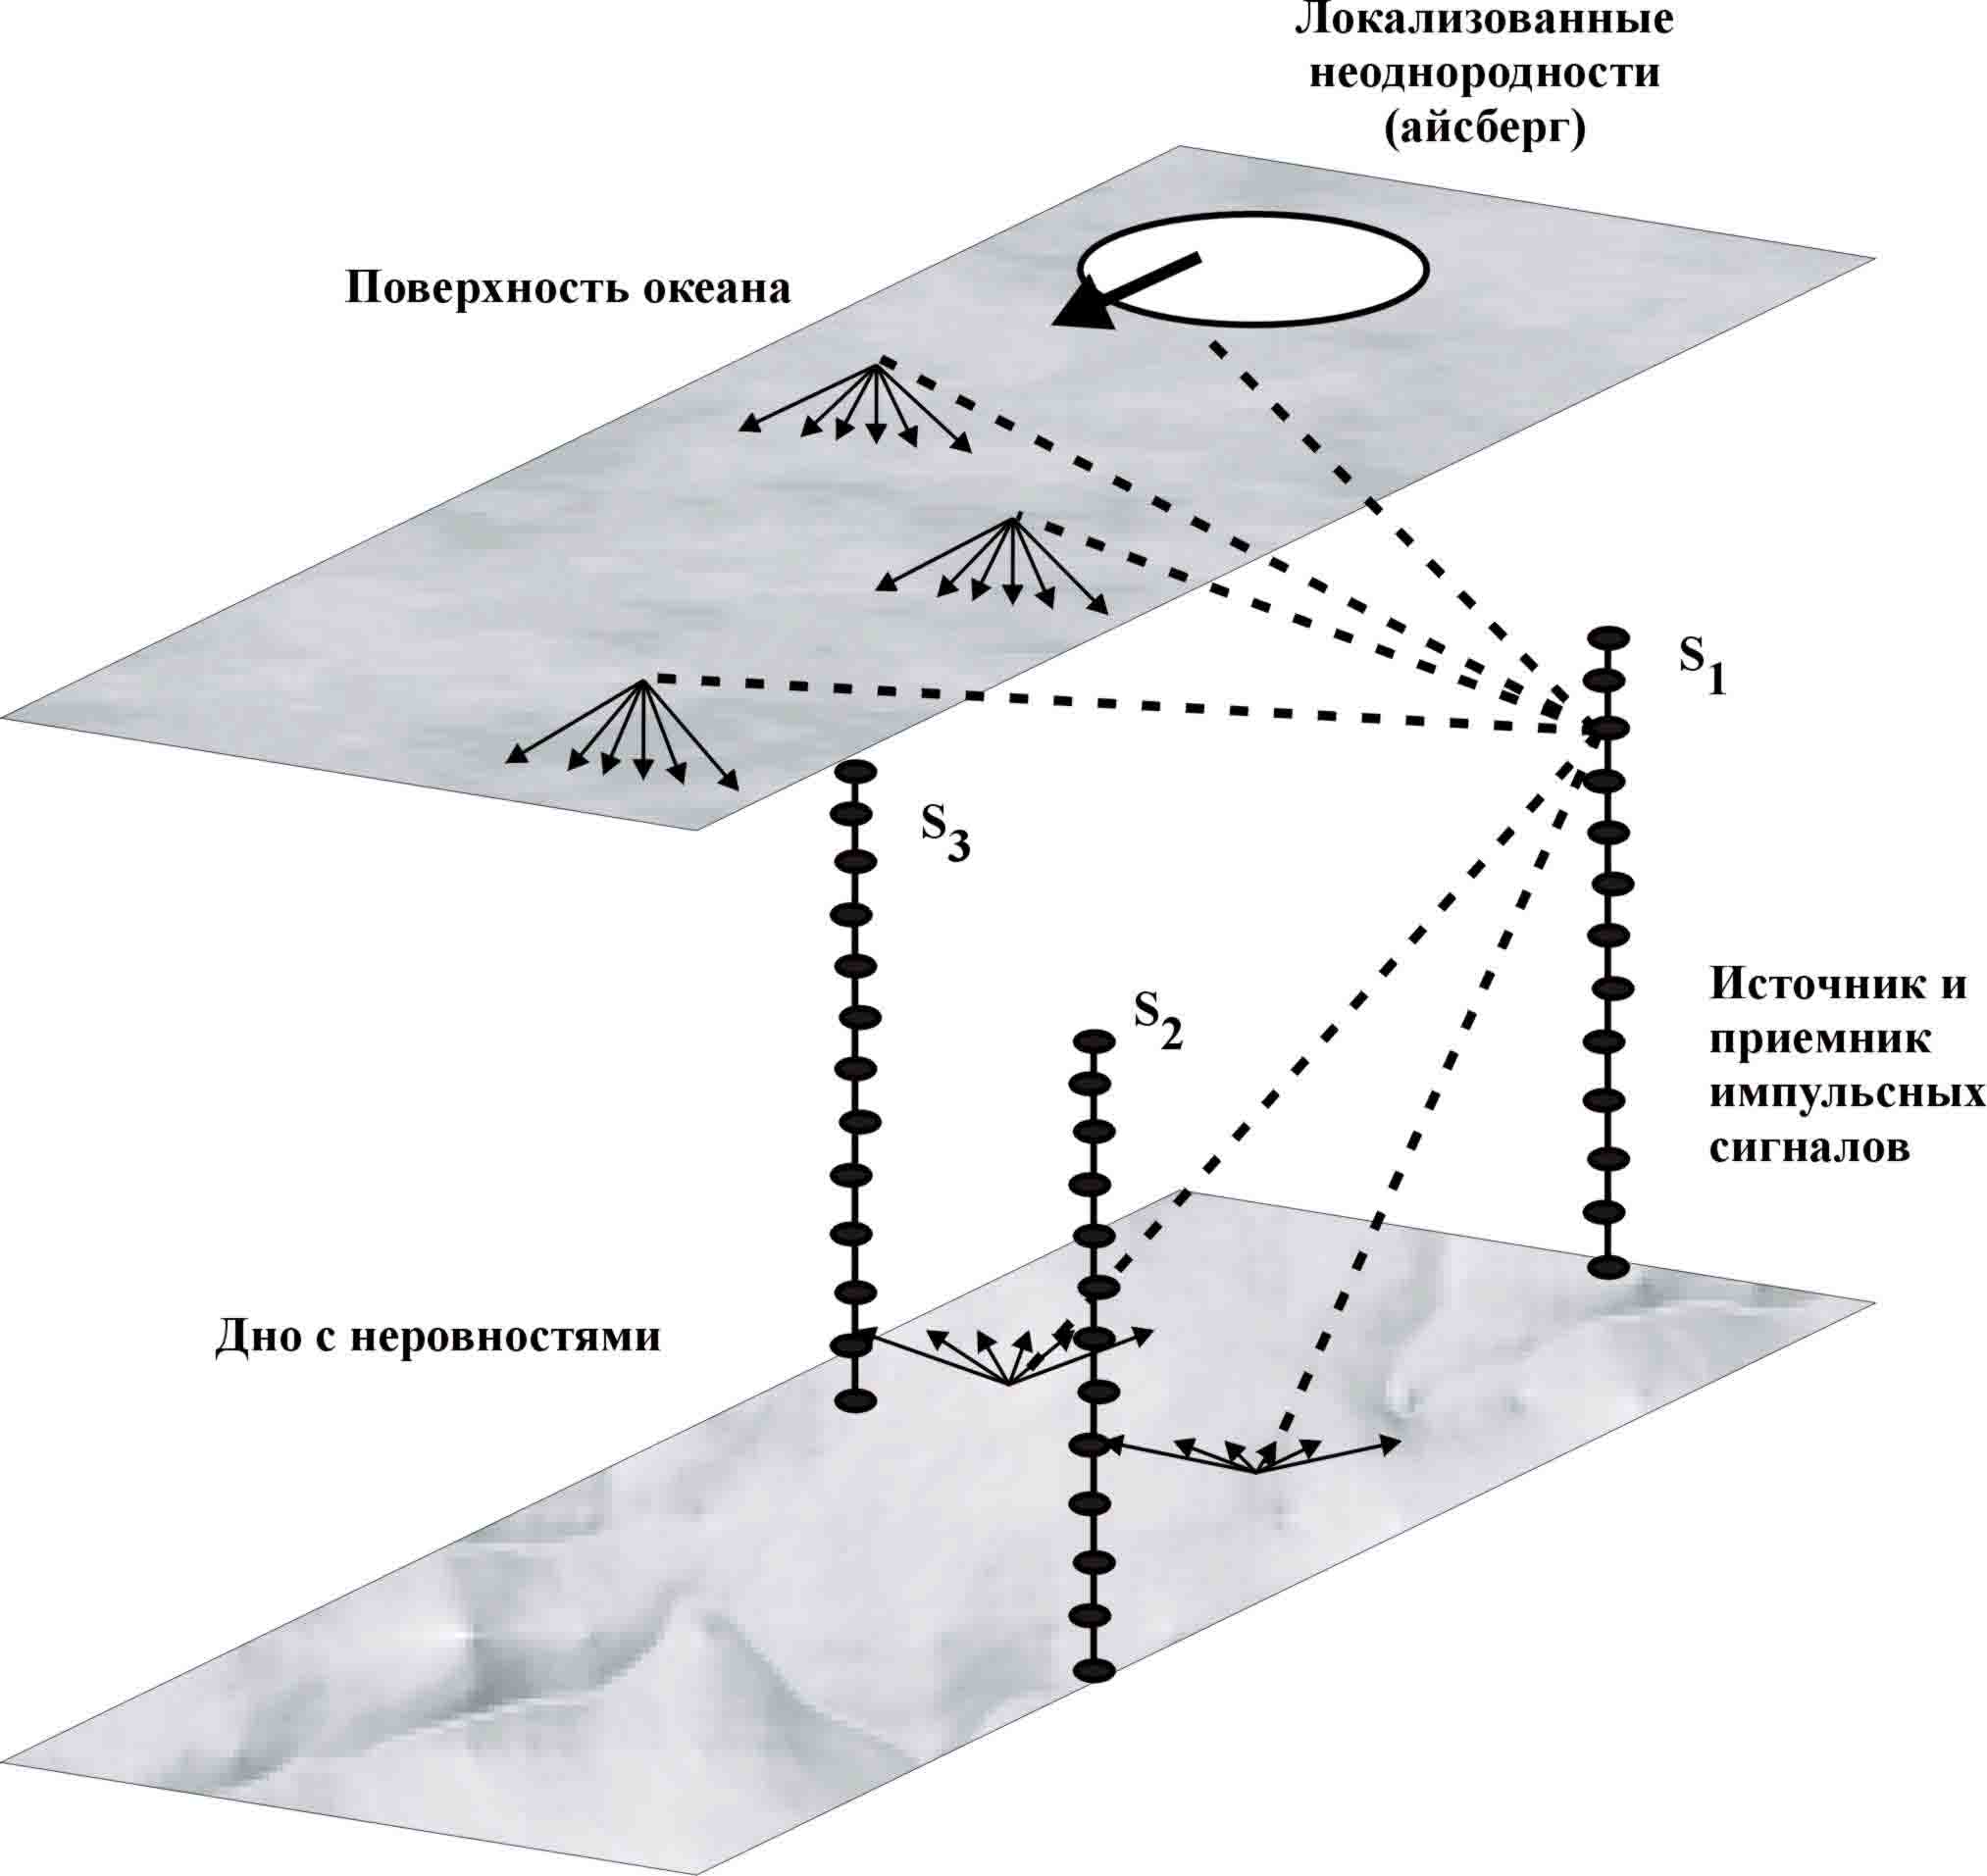 Локализованные
неоднородности
(айсберг)
Поверхность океана
S1
S3
Источник и
приемник
импульсных
сигналов
S2
Дно с неровностями